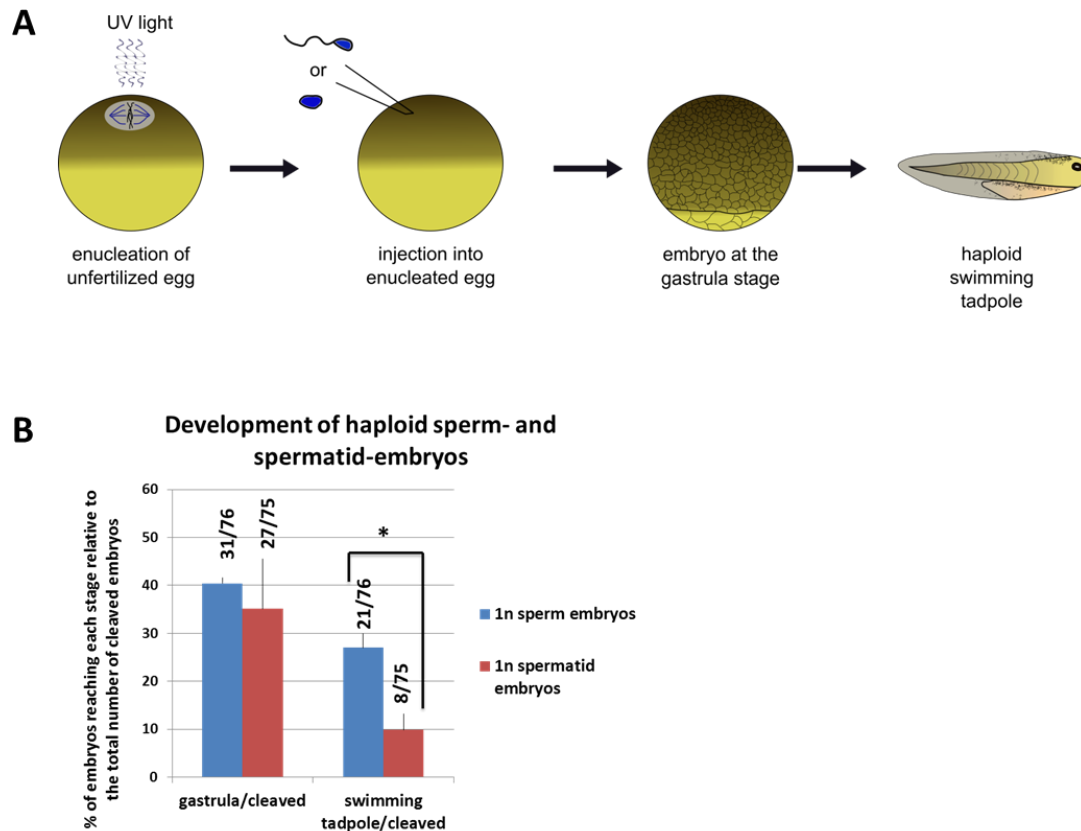 A
UV light
or
enucleation of
unfertilized egg
injection into
enucleated egg
embryo at the
gastrula stage
haploid
swimming
tadpole
B
Development of haploid sperm- and
spermatid-embryos
% of embryos reaching each stage relative to
the total number of cleaved embryos
60
50
40
30
20
10
0
31/76
27/75
21/76
8/75
*
gastrula/cleaved
swimming
tadpole/cleaved
1n sperm embryos
1n spermatid
embryos